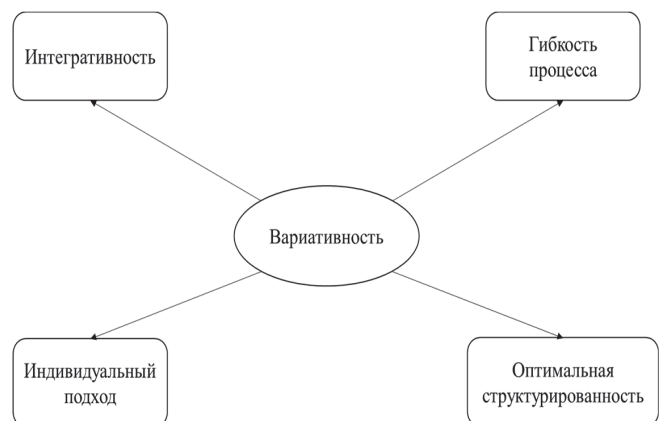 Интегративность
Гибкость
процесса
Вариативность
Индивидуальный
подход
Оптимальная
структурированность